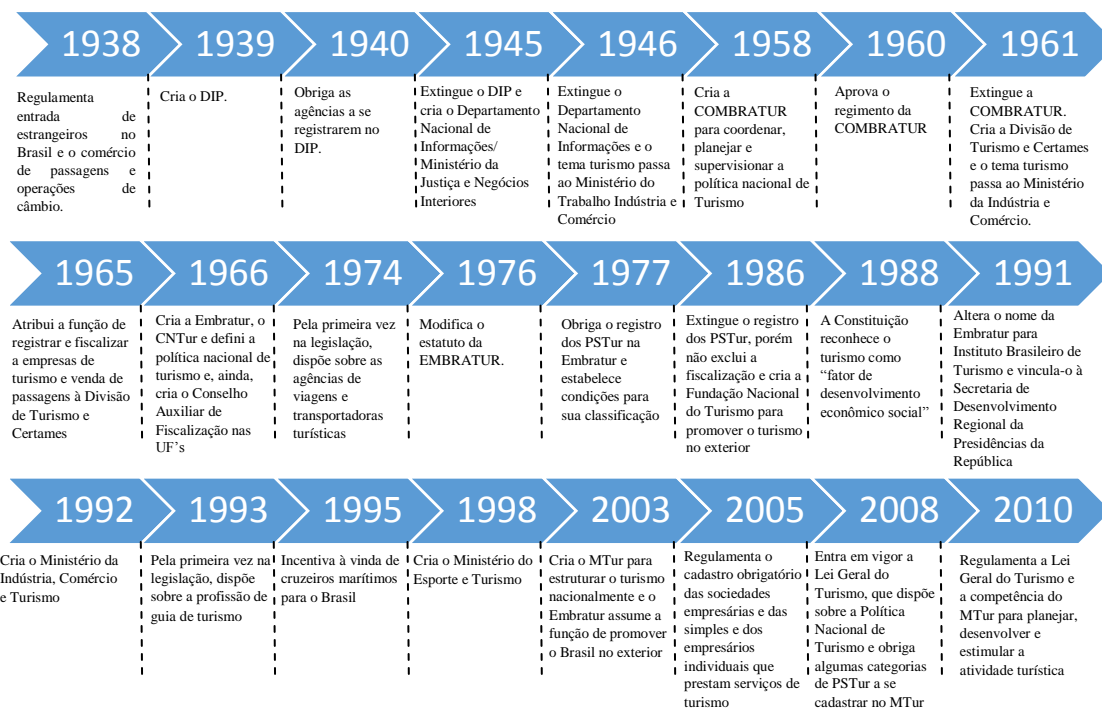 1938
1939
1940
1945
1946
1958
1960
1961
Regulamenta
entrada de
estrangeiros no
Brasil e o comércio
de passagens e
operações de
câmbio.
Cria o DIP.
Obriga as
agências a se
registrarem no
DIP.
Extingue o DIP e
cria o Departamento
Nacional de
Informações/
Ministério da
Justiça e Negócios
Interiores
Extingue o
Departamento
Nacional de
Informações e o
tema turismo passa
ao Ministério do
Trabalho Indústria e
Comércio
Cria a
COMBRATUR
para coordenar,
planejar e
supervisionar a
política nacional de
Turismo
Aprova o
regimento da
COMBRATUR
Extingue a
COMBRATUR.
Cria a Divisão de
Turismo e Certames
e o tema turismo
passa ao Ministério
da Indústria e
Comércio.
1965
1966
1974
1976
1977
1986
1988
1991
Atribui a função de
registrar e fiscalizar
a empresas de
turismo e venda de
passagens à Divisão
de Turismo e
Certames
Cria a Embratur, o
CNTur e defini a
política nacional de
turismo e, ainda,
cria o Conselho
Auxiliar de
Fiscalização nas
UF’s
Pela primeira vez
na legislação,
dispõe sobre as
agências de
viagens e
transportadoras
turísticas
Modifica o
estatuto da
EMBRATUR.
Obriga o registro
dos PSTur na
Embratur e
estabelece
condições para
sua classificação
Extingue o registro
dos PSTur, porém
não exclui a
fiscalização e cria a
Fundação Nacional
do Turismo para
promover o turismo
no exterior
A Constituição
reconhece o
turismo como
“fator de
desenvolvimento
econômico social”
Altera o nome da
Embratur para
Instituto Brasileiro de
Turismo e vincula-o à
Secretaria de
Desenvolvimento
Regional da
Presidências da
República
1992
1993
1995
1998
2003
2005
2008
2010
Cria o Ministério da
Indústria, Comércio
e Turismo
Pela primeira vez na
legislação, dispõe
sobre a profissão de
guia de turismo
Incentiva à vinda de
cruzeiros marítimos
para o Brasil
Cria o Ministério do
Esporte e Turismo
Cria o MTur para
estruturar o turismo
nacionalmente e o
Embratur assume a
função de promover
o Brasil no exterior
Regulamenta o
cadastro obrigatório
das sociedades
empresárias e das
simples e dos
empresários
individuais que
prestam serviços de
turismo
Entra em vigor a
Lei Geral do
Turismo, que dispõe
sobre a Política
Nacional de
Turismo e obriga
algumas categorias
de PSTur a se
cadastrar no MTur
Regulamenta a Lei
Geral do Turismo e
a competência do
MTur para planejar,
desenvolver e
estimular a
atividade turística